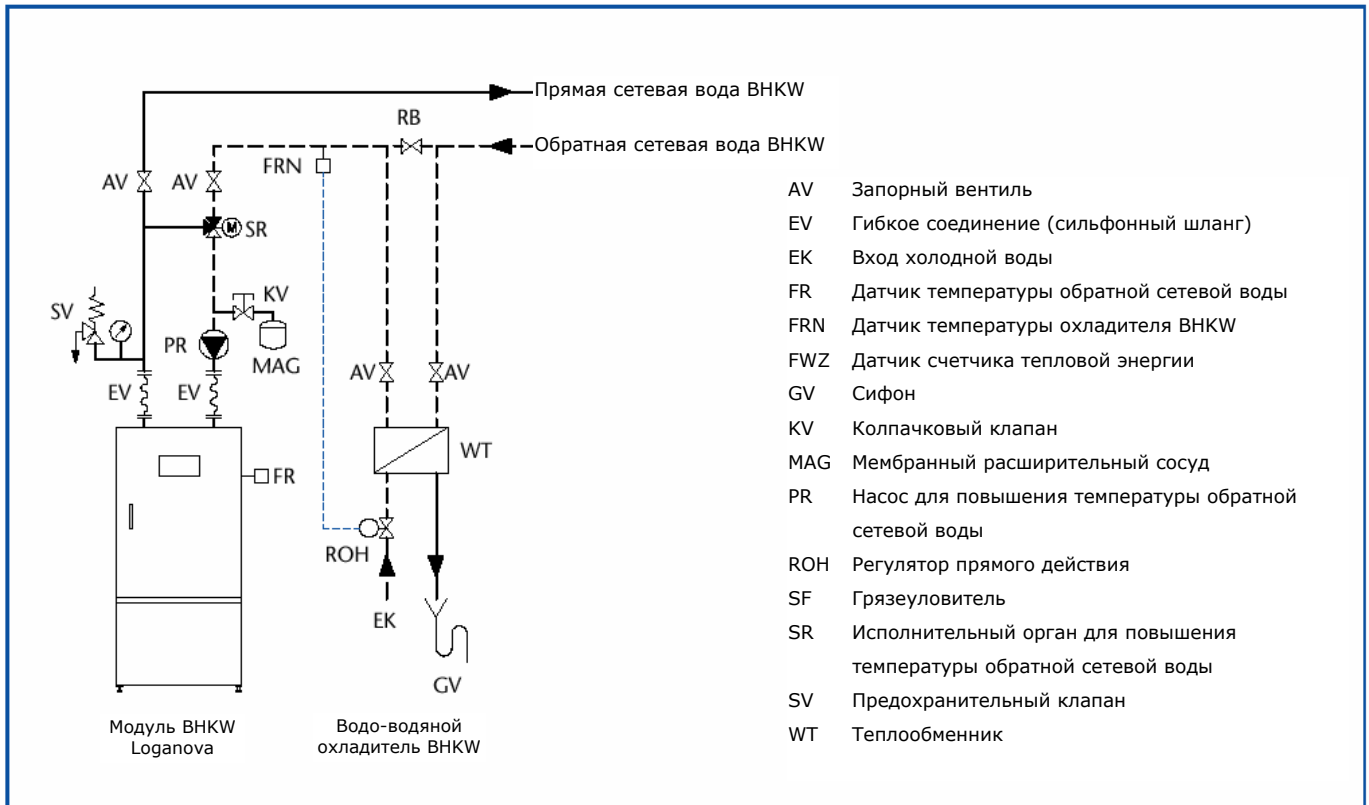 Прямая сетевая вода BHKW
RB
Обратная сетевая вода BHKW
FRN
AV
AV
SR
KV
SV
PR
MAG
AV
AV
EV
EV
WT
FR
ROH
EK
GV
Модуль BHKW
Loganova
Водо-водяной
охладитель BHKW
AV Запорный вентиль
EV Гибкое соединение (сильфонный шланг)
EK Вход холодной воды
FR Датчик температуры обратной сетевой воды
FRN Датчик температуры охладителя BHKW
FWZ Датчик счетчика тепловой энергии
GV Сифон
KV Колпачковый клапан
MAG Мембранный расширительный сосуд
PR Насос для повышения температуры обратной
сетевой воды
ROH Регулятор прямого действия
SF Грязеуловитель
SR Исполнительный орган для повышения
температуры обратной сетевой воды
SV Предохранительный клапан
WT Теплообменник
M